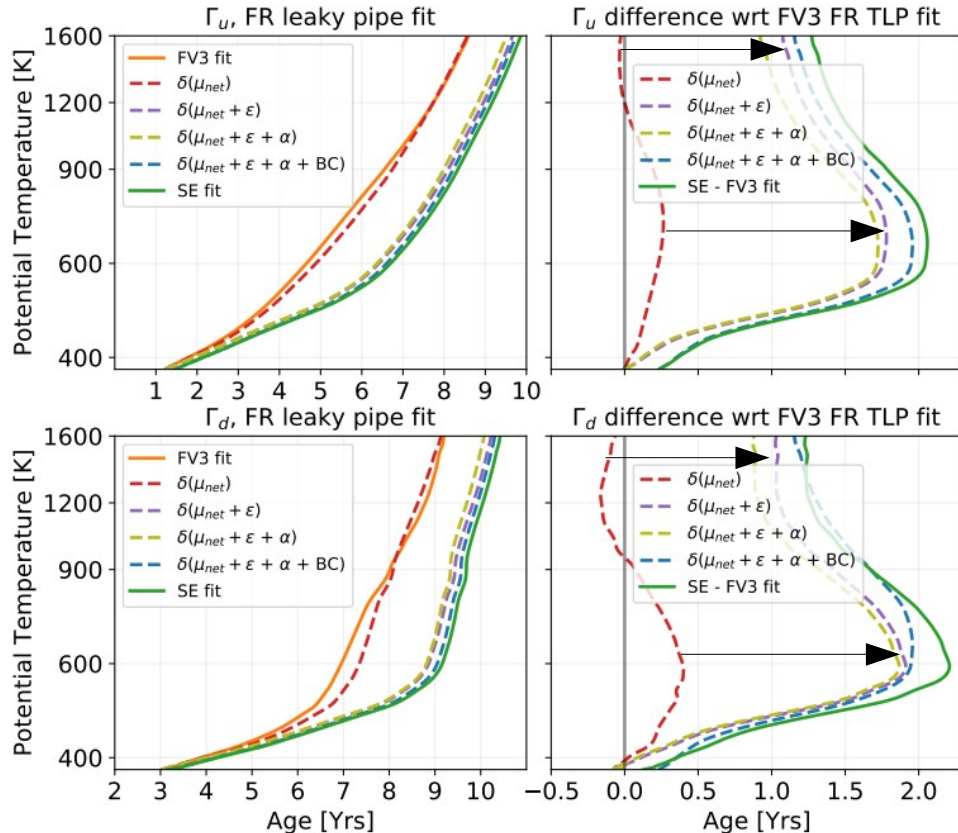 Γu, FR leaky pipe fit
Γu difference wrt FV3 FR TLP fit
Potential Temperature [K]
1600
1200
900
600
400
FV3 fit
δ(μnet)
δ(μnet + ε)
δ(μnet + ε + α)
δ(μnet + ε + α + BC)
SE fit
1 2 3 4 5 6 7 8 9 10
δ(μnet)
δ(μnet + ε)
δ(μnet + ε + α)
δ(μnet + ε + α + BC)
SE - FV3 fit
Γd, FR leaky pipe fit
Γd difference wrt FV3 FR TLP fit
Potential Temperature [K]
1600
1200
900
600
400
FV3 fit
δ(μnet)
δ(μnet + ε)
δ(μnet + ε + α)
δ(μnet + ε + α + BC)
SE fit
2 3 4 5 6 7 8 9 10
Age [Yrs]
δ(μnet)
δ(μnet + ε)
δ(μnet + ε + α)
δ(μnet + ε + α + BC)
SE - FV3 fit
−0.5 0.0 0.5 1.0 1.5 2.0
Age [Yrs]